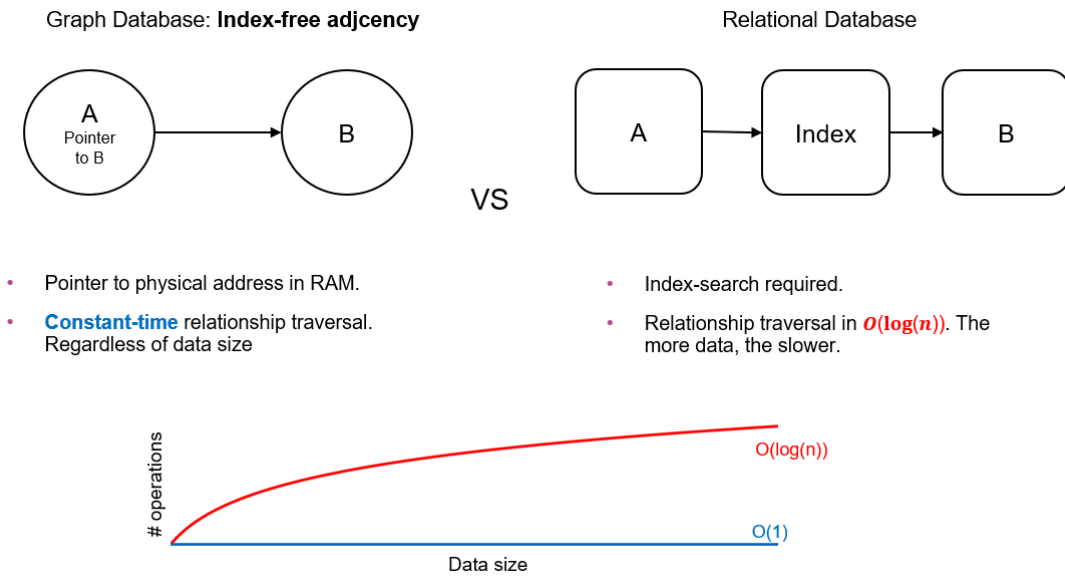 Graph Database: Index-free adjcency
A
Pointer
to B
B
• Pointer to physical address in RAM.
• Constant-time relationship traversal.
Regardless of data size
VS
Relational Database
A
Index
B
• Index-search required.
• Relationship traversal in O(log(n)). The
more data, the slower.
# operations
O(log(n))
O(1)
Data size